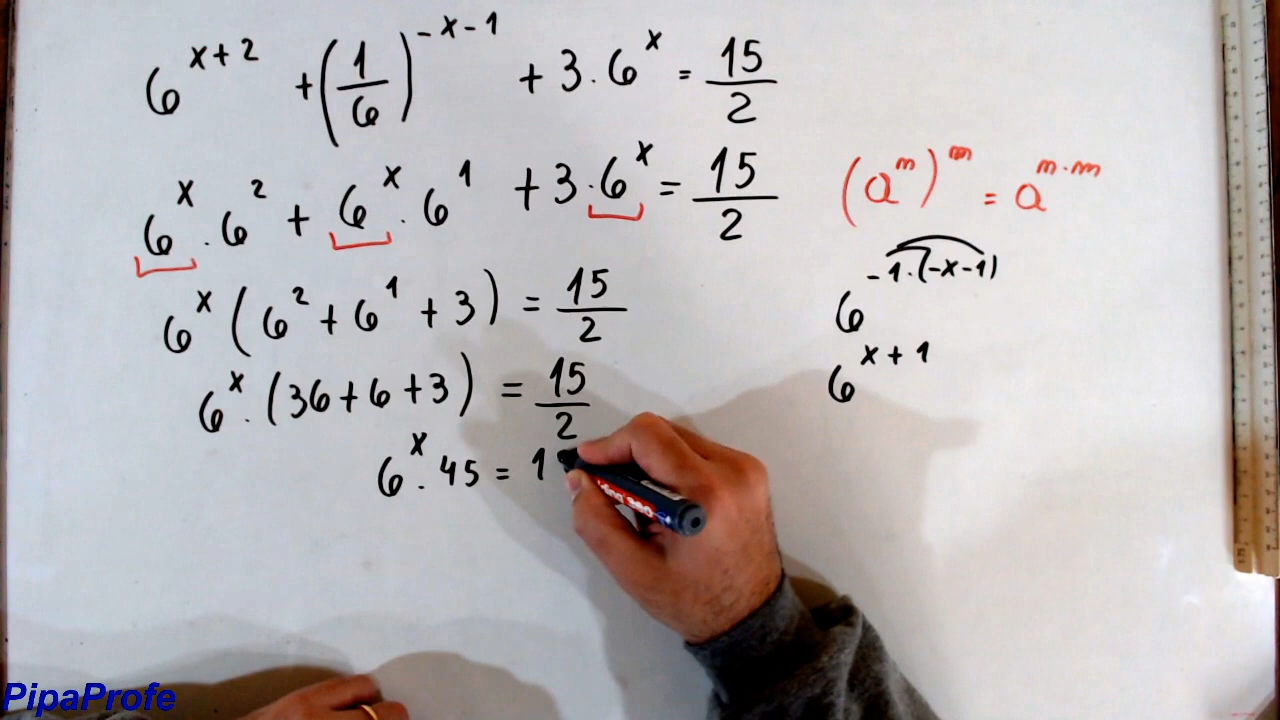 6^(x+2) + (1/6)^(-x-1) + 3 · 6^x = 15/2
6^x · 6^2 + 6^x · 6^1 + 3 · 6^x = 15/2
(a^m)^m = a^(m·m)
6^x (6^2 + 6^1 + 3) = 15/2
6^(-1·(-x-1))
6^x · (36 + 6 + 3) = 15/2
6^(x+1)
6^x · 45 = 1
PipaProfe